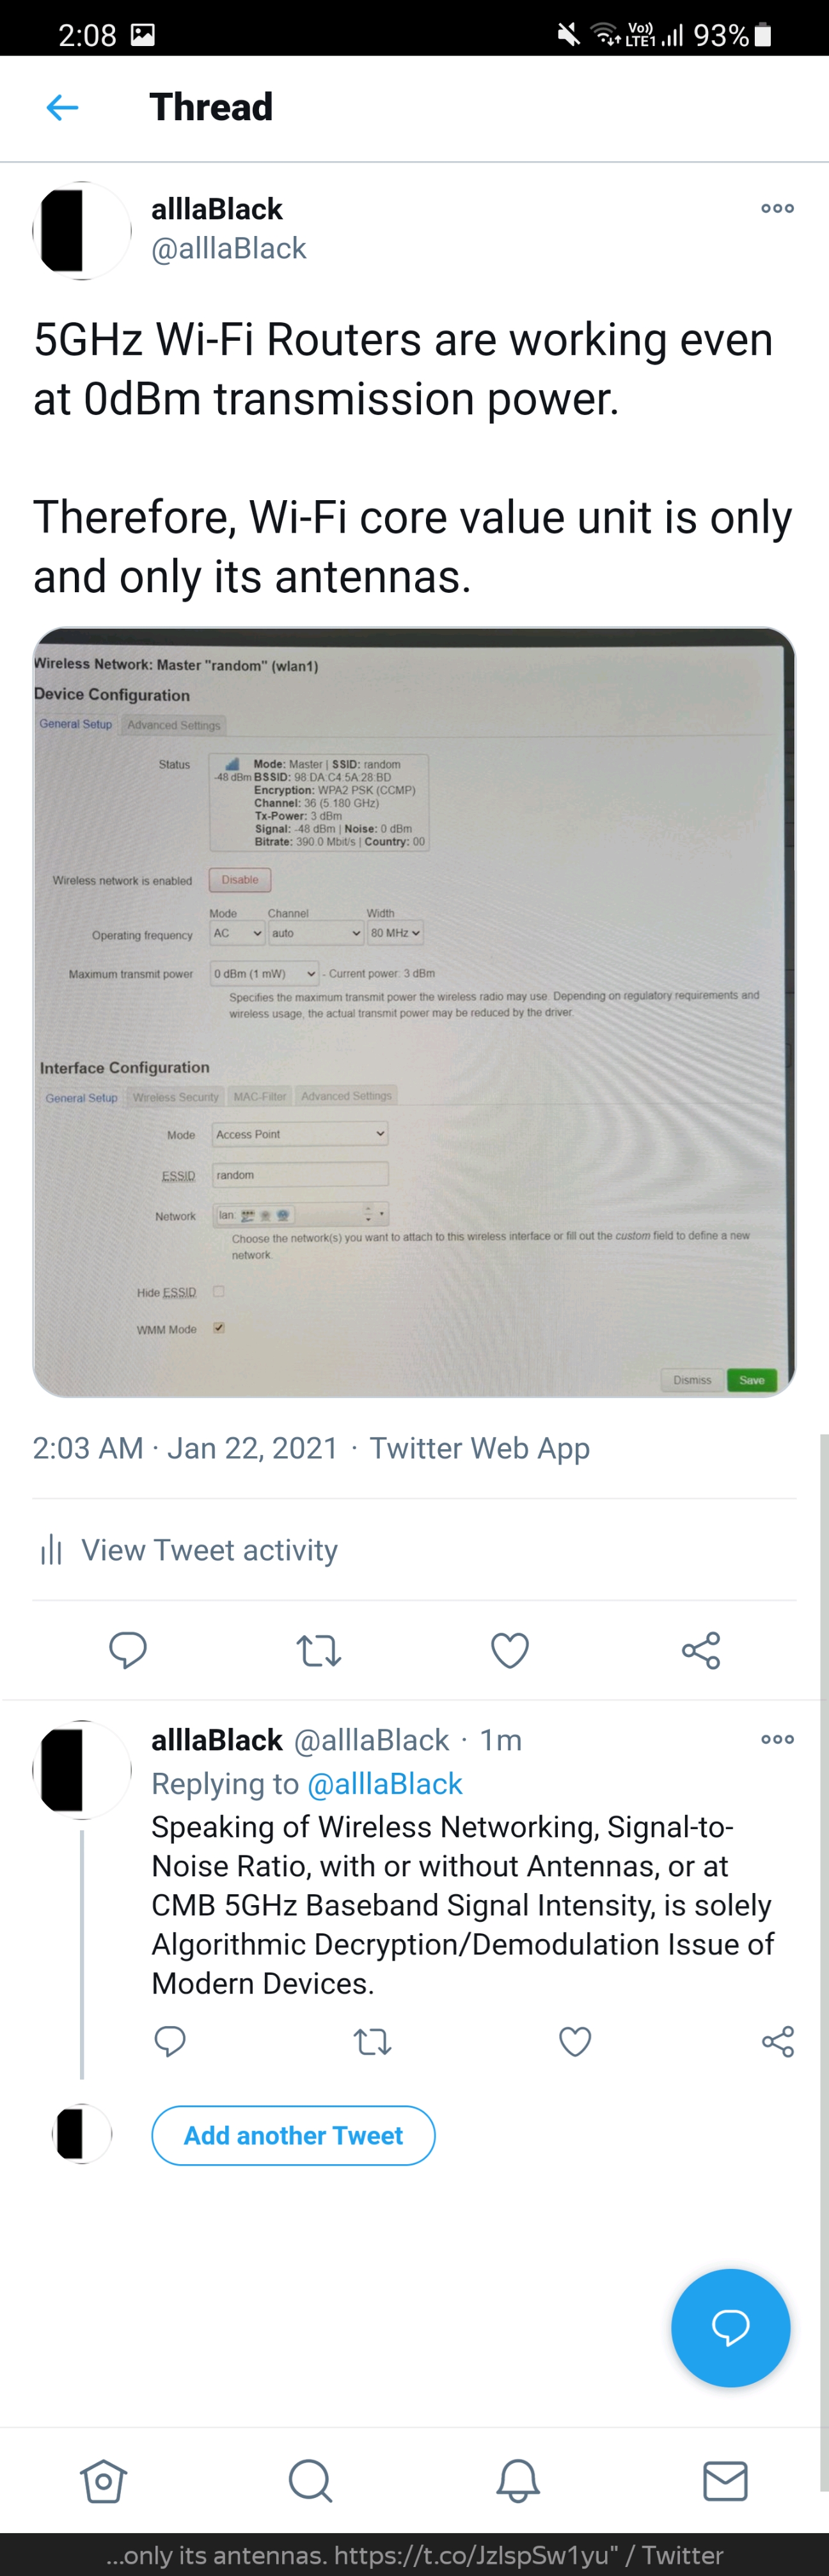 2:08
Vo))
LTE1
93%
Thread
alllaBlack
@alllaBlack
5GHz Wi-Fi Routers are working even
at 0dBm transmission power.
Therefore, Wi-Fi core value unit is only
and only its antennas.
Wireless Network: Master "random" (wlan1)
Device Configuration
General Setup Advanced Settings
Status
Mode: Master | SSID: random
-48 dBm BSSID: 98:DA:C4:5A:28:BD
Encryption: WPA2 PSK (CCMP)
Channel: 36 (5.180 GHz)
Tx-Power: 3 dBm
Signal: -48 dBm | Noise: 0 dBm
Bitrate: 390.0 Mbit/s | Country: 00
Wireless network is enabled Disable
Mode Channel Width
Operating frequency AC auto 80 MHz
Maximum transmit power 0 dBm (1 mW) - Current power: 3 dBm
Specifies the maximum transmit power the wireless radio may use. Depending on regulatory requirements and
wireless usage, the actual transmit power may be reduced by the driver.
Interface Configuration
General Setup Wireless Security MAC-Filter Advanced Settings
Mode Access Point
ESSID random
Network lan:
Choose the network(s) you want to attach to this wireless interface or fill out the custom field to define a new
network.
Hide ESSID
WMM Mode
Dismiss Save
2:03 AM · Jan 22, 2021 · Twitter Web App
View Tweet activity
alllaBlack @alllaBlack · 1m
Replying to @alllaBlack
Speaking of Wireless Networking, Signal-to-
Noise Ratio, with or without Antennas, or at
CMB 5GHz Baseband Signal Intensity, is solely
Algorithmic Decryption/Demodulation Issue of
Modern Devices.
Add another Tweet
...only its antennas. https://t.co/JzlspSw1yu" / Twitter